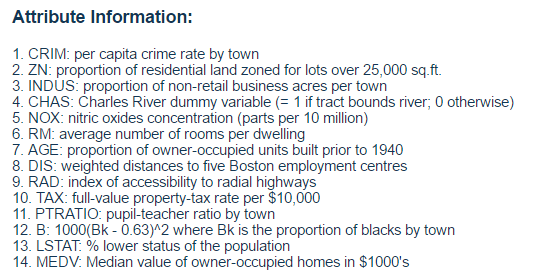 Attribute Information:
1. CRIM: per capita crime rate by town
2. ZN: proportion of residential land zoned for lots over 25,000 sq.ft.
3. INDUS: proportion of non-retail business acres per town
4. CHAS: Charles River dummy variable (= 1 if tract bounds river; 0 otherwise)
5. NOX: nitric oxides concentration (parts per 10 million)
6. RM: average number of rooms per dwelling
7. AGE: proportion of owner-occupied units built prior to 1940
8. DIS: weighted distances to five Boston employment centres
9. RAD: index of accessibility to radial highways
10. TAX: full-value property-tax rate per $10,000
11. PTRATIO: pupil-teacher ratio by town
12. B: 1000(Bk - 0.63)^2 where Bk is the proportion of blacks by town
13. LSTAT: % lower status of the population
14. MEDV: Median value of owner-occupied homes in $1000's